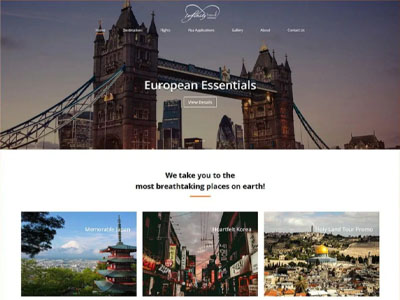 Home Destinations Flights Visa Applications Gallery About Contact us
European Essentials
View Details
We take you to the
most breathtaking places on earth!
Memorable Japan
Heartfelt Korea
Holy Land Tour Promo